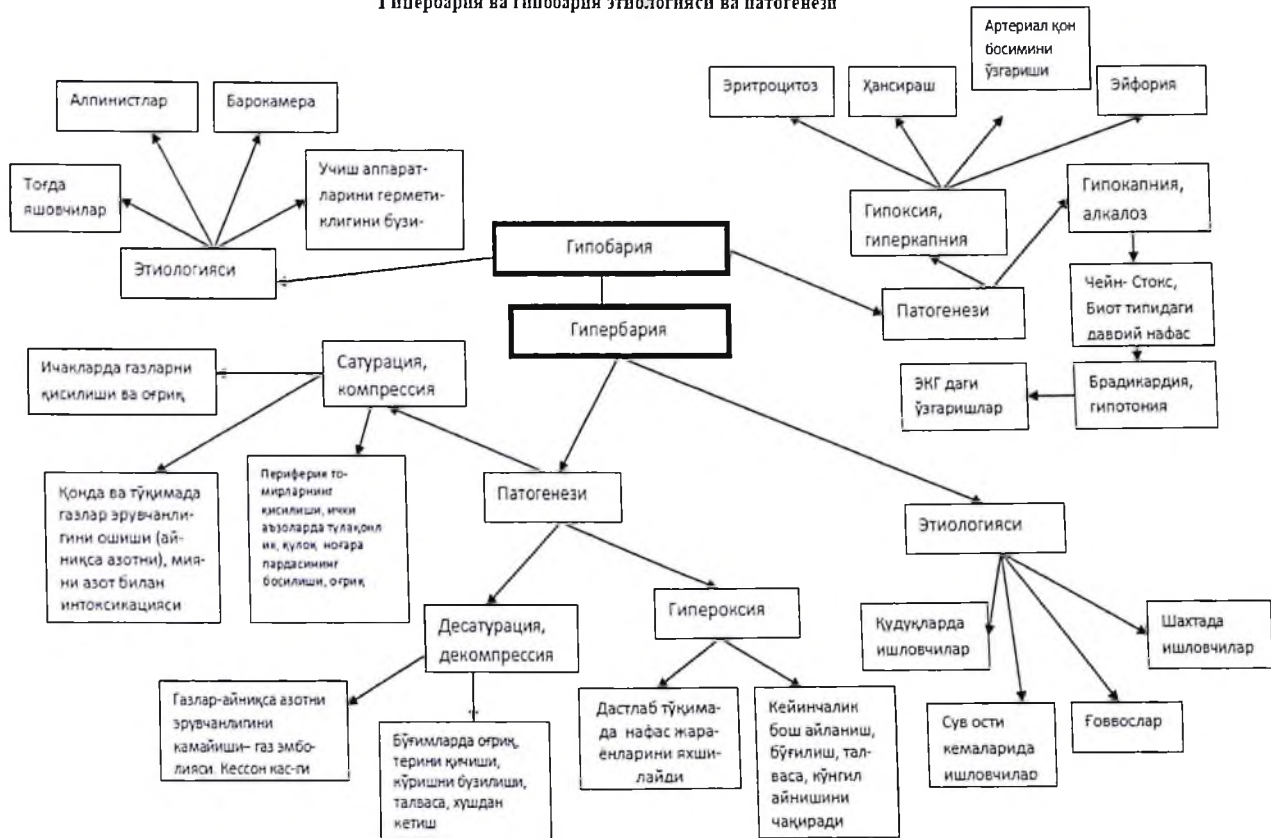 Гипербария ва гипобария этиологияси ва патогенези
Алпинистлар
Барокамера
Тоғда
яшовчилар
Учиш аппарат-
ларини гермети-
клигини бузи-
Этиологияси
Гипобария
Гипербария
Эритроцитоз
Ҳансираш
Артериал қон
босимини
ўзгариши
Эйфория
Гипоксия,
гиперкапния
Гипокапния,
алкалоз
Патогенези
Чейн- Стокс,
Биот типидаги
даврий нафас
Брадикардия,
гипотония
ЭКГ даги
ўзгаришлар
Ичакларда газларни
қисилиши ва оғриқ
Сатурация,
компрессия
Қонда ва тўқимада
газлар эрувчанли-
гини ошиши (ай-
ниқса азотни), мия-
ни азот билан
интоксикацияси
Периферик то-
мирларнинг
қисилиши, ички
аъзоларда тулақонл
ик, қулоқ ноғара
пардасининг
босилиши, оғриқ
Патогенези
Этиологияси
Десатурация,
декомпрессия
Гипероксия
Қудуқларда
ишловчилар
Шахтада
ишловчилар
Сув ости
кемаларида
ишловчилар
Ғоввослар
Газлар-айниқса азотни
эрувчанлигини
камайиши– газ эмбо-
лияси. Кессон кас-ги
Бўғимларда оғриқ,
терини қичиши,
кўришни бузилиши,
талваса, хушдан
кетиш
Дастлаб тўқима-
да нафас жара-
ёнларини яхши-
лайди
Кейинчалик
бош айланиш,
бўғилиш, тал-
васа, кўнгил
айнишини
чақиради